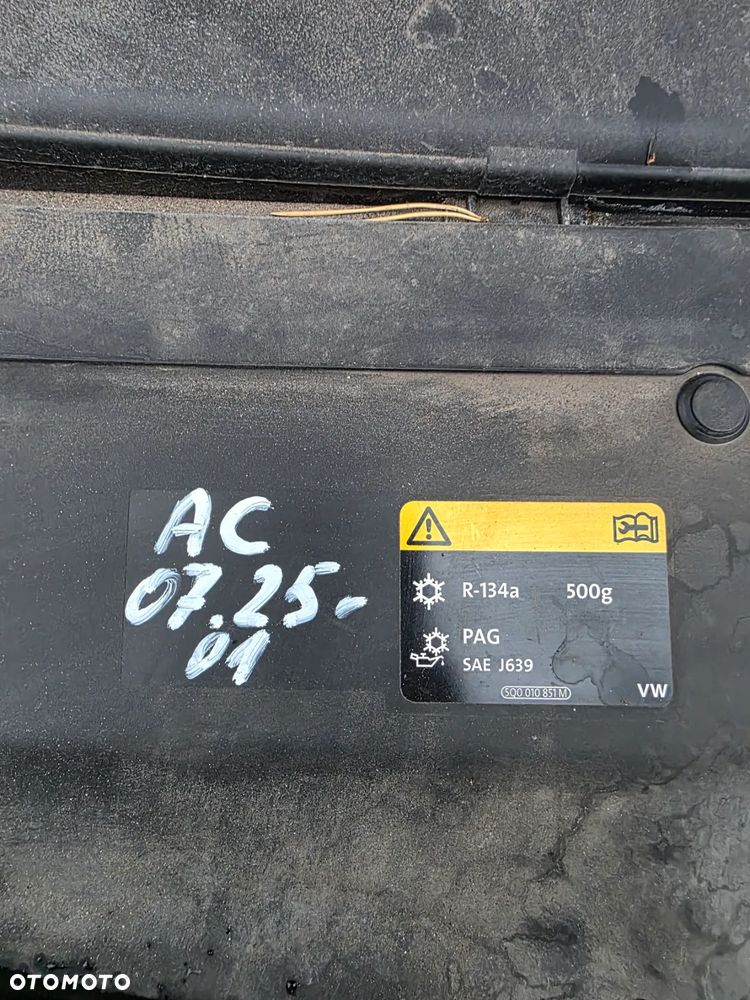 AC
07.25.
01
R-134a 500g
PAG
SAE J639
5Q0 010 851 M
VW
OTOMOTO